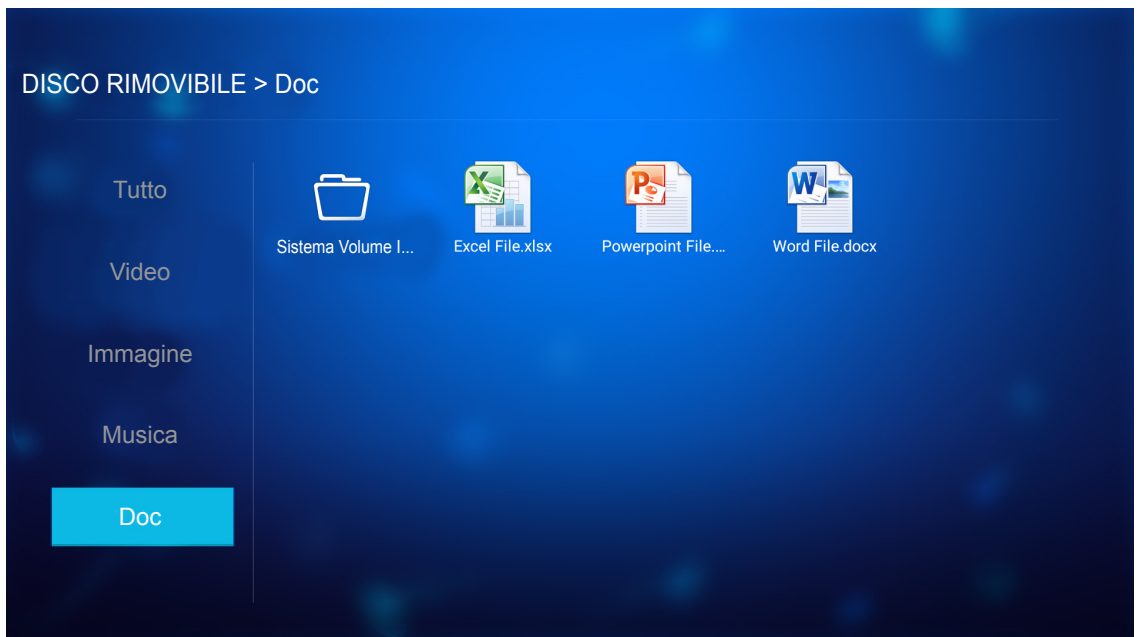 DISCO RIMOVIBILE > Doc
Tutto
Video
Immagine
Musica
Doc
Sistema Volume I...
Excel File.xlsx
Powerpoint File....
Word File.docx